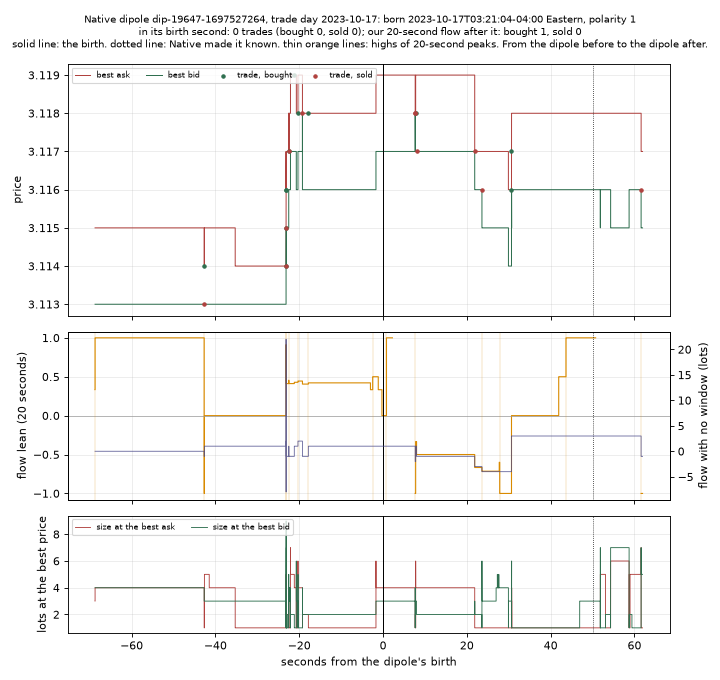 Native dipole dip-19647-1697527264, trade day 2023-10-17: born 2023-10-17T03:21:04-04:00 Eastern, polarity 1
in its birth second: 0 trades (bought 0, sold 0); our 20-second flow after it: bought 1, sold 0
solid line: the birth. dotted line: Native made it known. thin orange lines: highs of 20-second peaks. From the dipole before to the dipole after.
best ask best bid trade, bought trade, sold
3.119
3.118
3.117
3.116
3.115
3.114
3.113
price
1.0
0.5
0.0
−0.5
−1.0
flow lean (20 seconds)
20
15
10
5
0
−5
flow with no window (lots)
size at the best ask size at the best bid
8
6
4
2
lots at the best price
−60 −40 −20 0 20 40 60
seconds from the dipole's birth